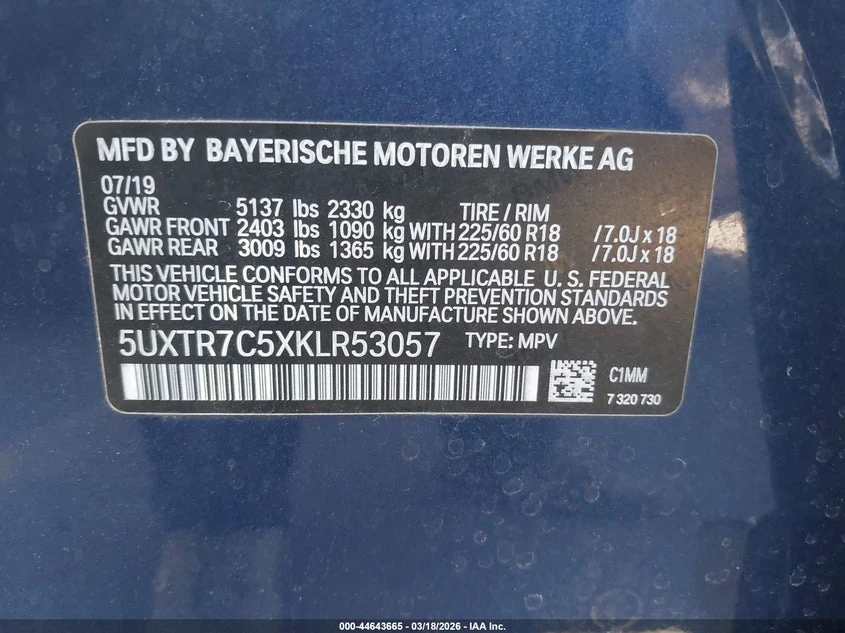 MFD BY BAYERISCHE MOTOREN WERKE AG
07/19
GVWR 5137 lbs 2330 kg TIRE / RIM
GAWR FRONT 2403 lbs 1090 kg WITH 225/60 R18 /7.0J x 18
GAWR REAR 3009 lbs 1365 kg WITH 225/60 R18 /7.0J x 18
THIS VEHICLE CONFORMS TO ALL APPLICABLE U. S. FEDERAL
MOTOR VEHICLE SAFETY AND THEFT PREVENTION STANDARDS
IN EFFECT ON THE DATE OF MANUFACTURE SHOWN ABOVE.
5UXTR7C5XKLR53057 TYPE: MPV
C1MM
7 320 730
000-44643665 - 03/18/2026 - IAA Inc.